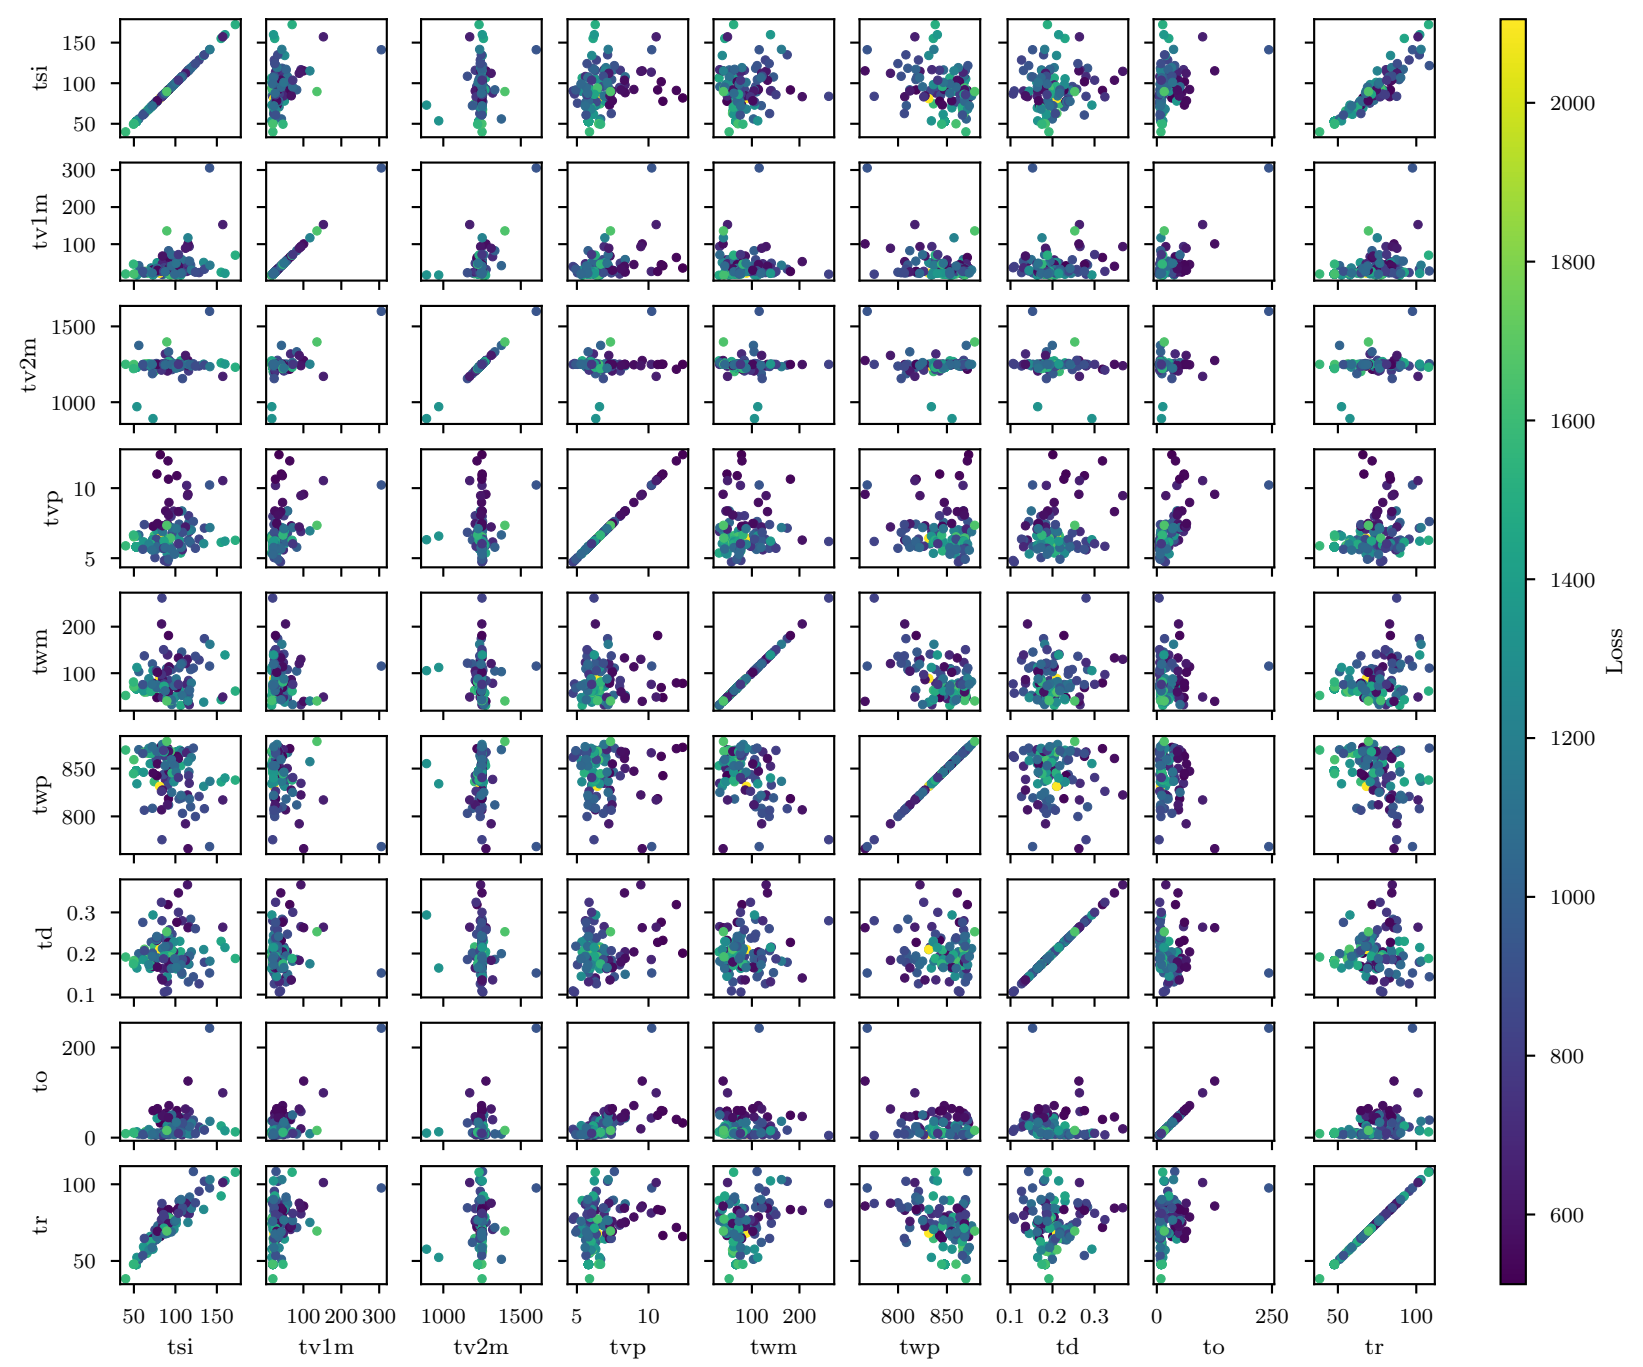 tsi 150 100 50
tv1m 300 200 100
tv2m 1500 1000
tvp 10 5
twm 200 100
twp 850 800
td 0.3 0.2 0.1
to 200 0
tr 100 50
50 100 150 100 200 300 1000 1500 5 10 100 200 800 850 0.1 0.2 0.3 0 250 50 100
tsi tv1m tv2m tvp twm twp td to tr
2000
1800
1600
1400
1200
1000
800
600
Loss